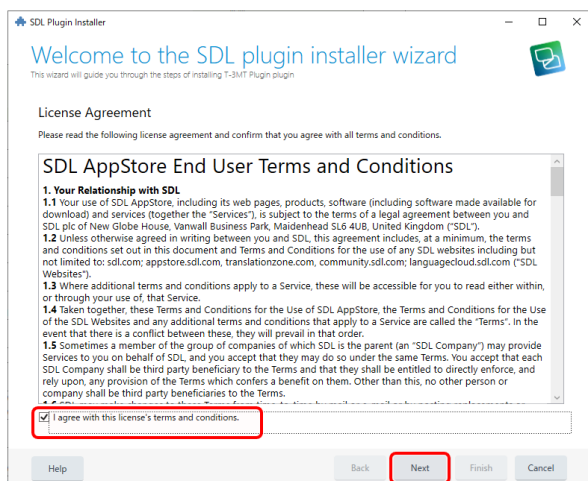 SDL Plugin Installer
Welcome to the SDL plugin installer wizard
This wizard will guide you through the steps of installing T-3MT Plugin plugin
License Agreement
Please read the following license agreement and confirm that you agree with all terms and conditions.
SDL AppStore End User Terms and Conditions
1. Your Relationship with SDL
1.1 Your use of SDL AppStore, including its web pages, products, software (including software made available for
download) and services (together the “Services”), is subject to the terms of a legal agreement between you and
SDL plc of New Globe House, Vanwall Business Park, Maidenhead SL6 4UB, United Kingdom (“SDL”).
1.2 Unless otherwise agreed in writing between you and SDL, this agreement includes, at a minimum, the terms
and conditions set out in this document and Terms and Conditions for the use of any SDL websites including but
not limited to: sdl.com; appstore.sdl.com, translationzone.com, community.sdl.com; languagecloud.sdl.com (“SDL
Websites”).
1.3 Where additional terms and conditions apply to a Service, these will be accessible for you to read either within,
or through your use of, that Service.
1.4 Taken together, these Terms and Conditions for the Use of SDL AppStore, the Terms and Conditions for the Use
of the SDL Websites and any additional terms and conditions that apply to a Service are called the “Terms”. In the
event that there is a conflict between these, they will prevail in that order.
1.5 Sometimes a member of the group of companies of which SDL is the parent (an “SDL Company”) may provide
Services to you on behalf of SDL, and you accept that they may do so under the same Terms. You accept that each
SDL Company shall be third party beneficiary to the Terms and that they shall be entitled to directly enforce, and
rely upon, any provision of the Terms which confers a benefit on them. Other than this, no other person or
company shall be third party beneficiaries to the Terms.
I agree with this license's terms and conditions.
Help
Back
Next
Finish
Cancel